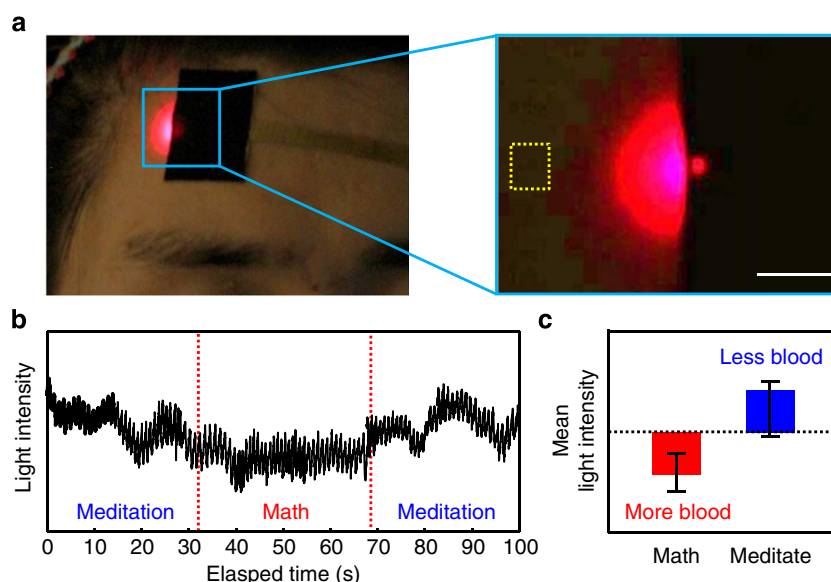 a
b
Light intensity
Meditation
Math
Meditation
0 10 20 30 40 50 60 70 80 90 100
Elasped time (s)
c
Mean
light intensity
Less blood
More blood
Math Meditate